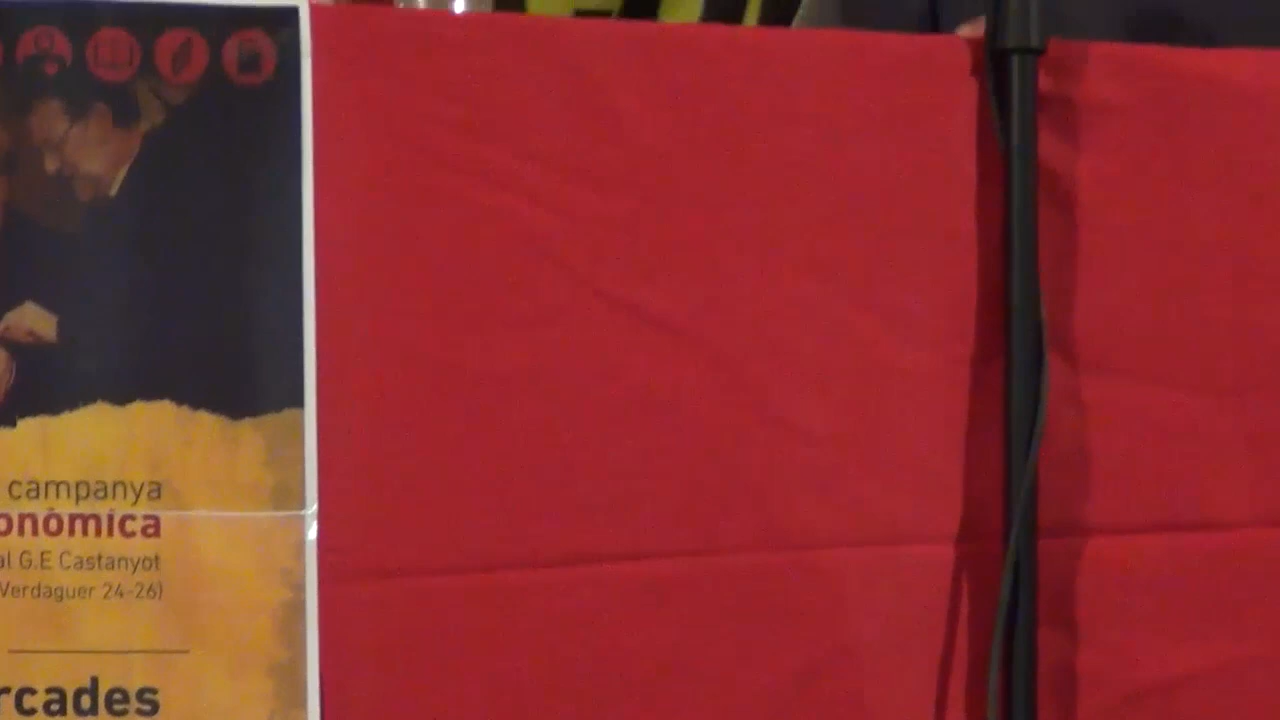 campanya
onòmica
al G.E Castanyot
Verdaguer 24-26)
rcades